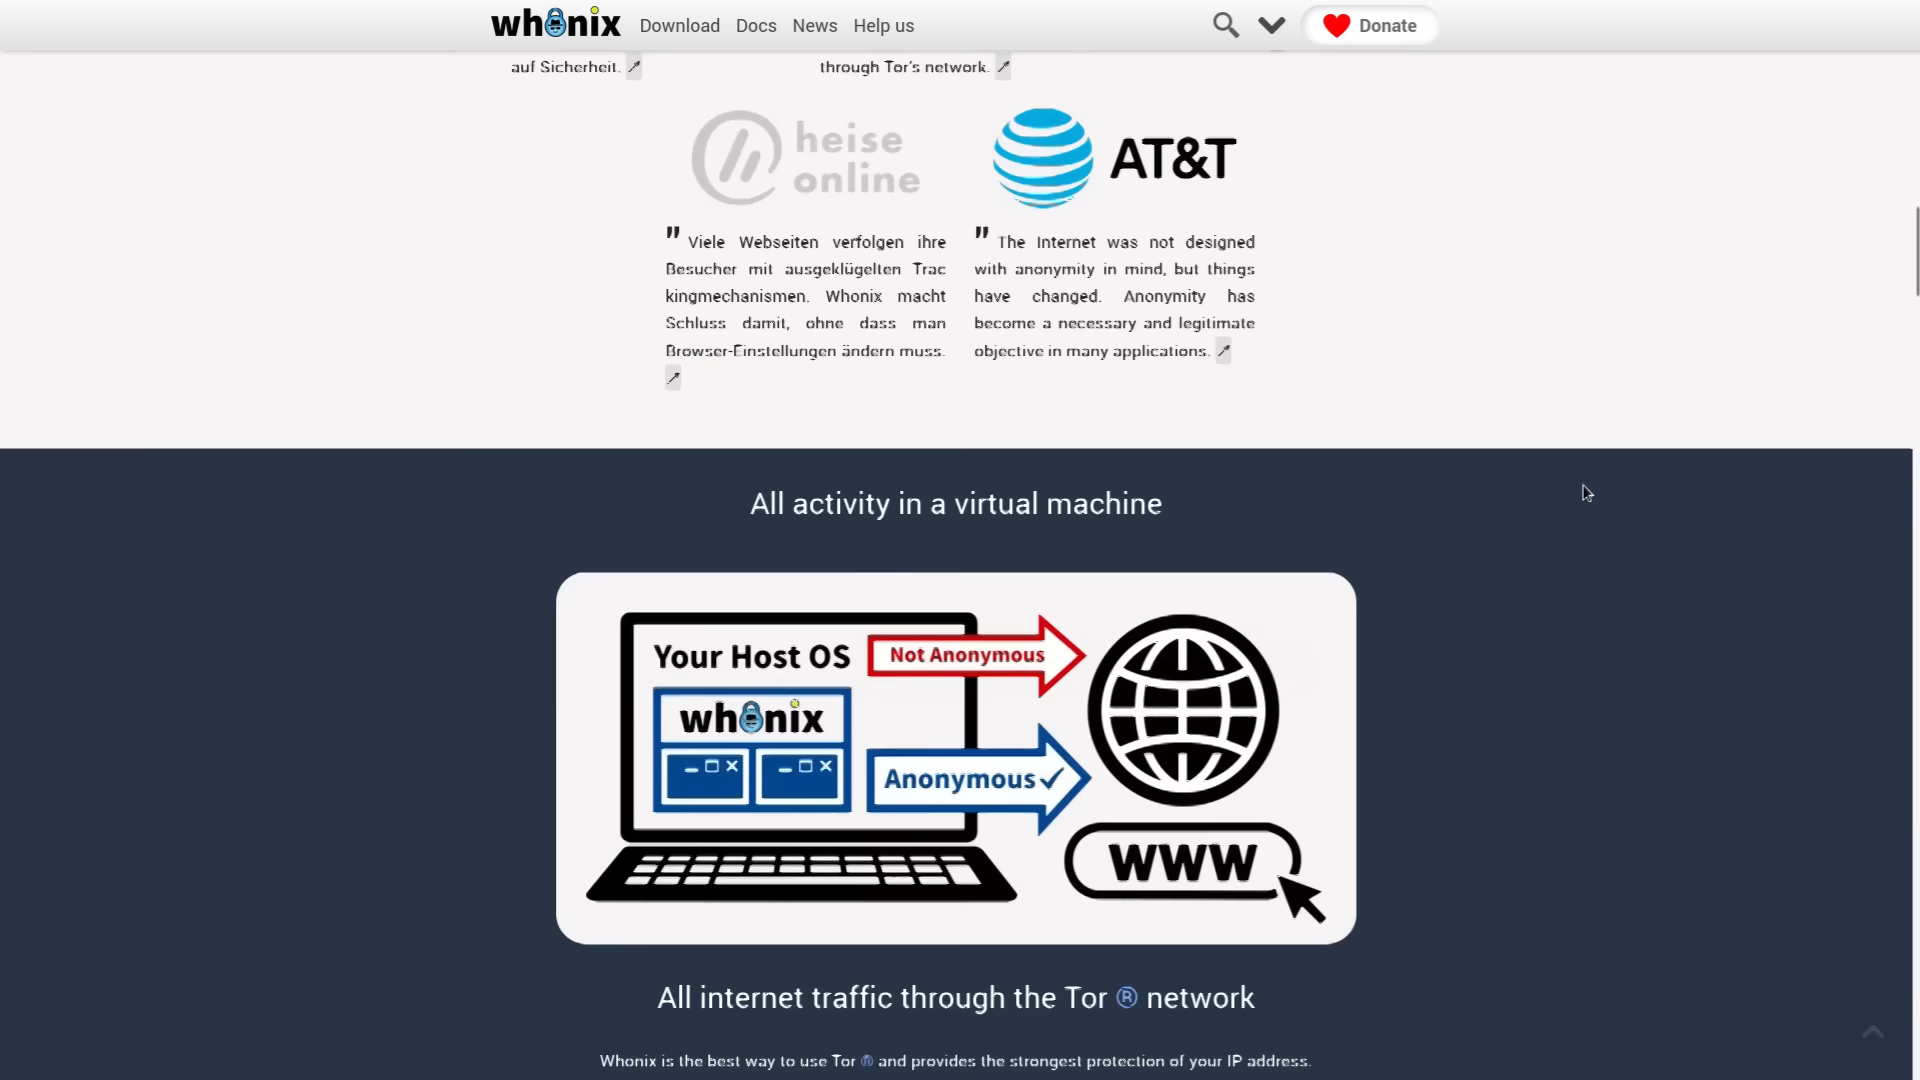 whonix Download Docs News Help us Donate
auf Sicherheit. through Tor's network.
heise online
AT&T
" Viele Webseiten verfolgen ihre
Besucher mit ausgeklügelten Trac
kingmechanismen. Whonix macht
Schluss damit, ohne dass man
Browser-Einstellungen ändern muss.
" The Internet was not designed
with anonymity in mind, but things
have changed. Anonymity has
become a necessary and legitimate
objective in many applications.
All activity in a virtual machine
Your Host OS
Not Anonymous
whonix
Anonymous
WWW
All internet traffic through the Tor ® network
Whonix is the best way to use Tor ® and provides the strongest protection of your IP address.